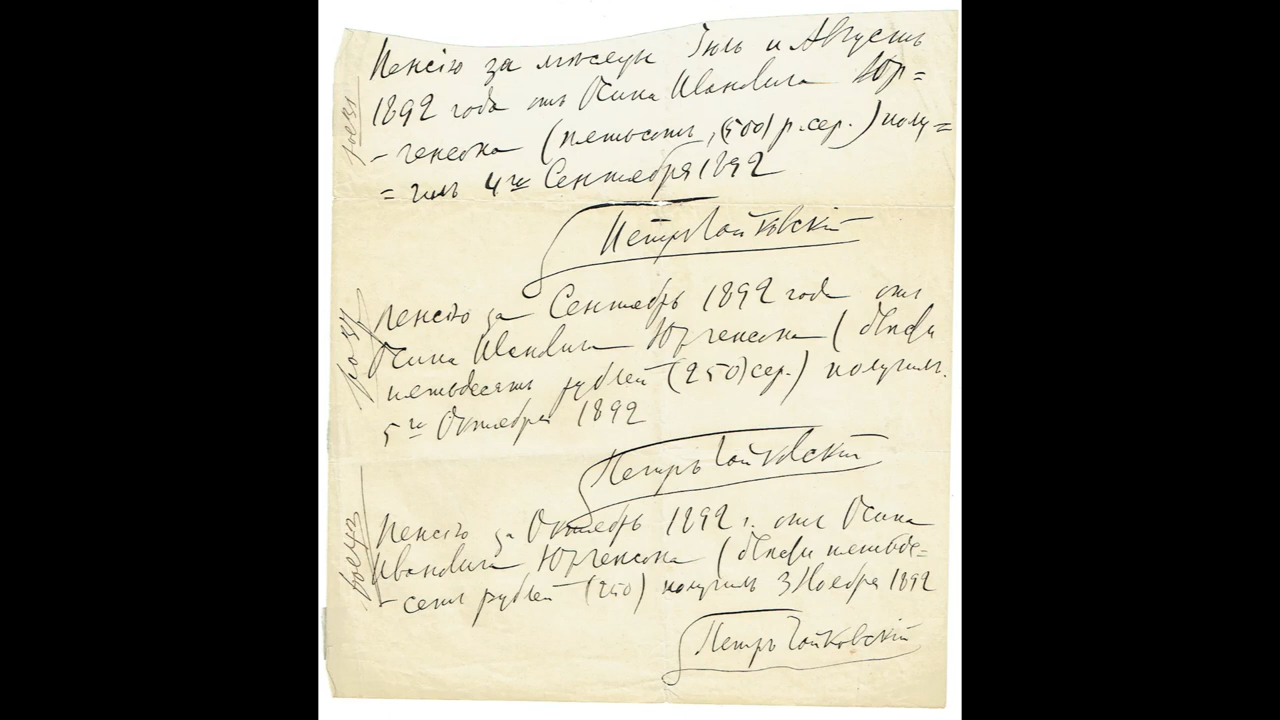 Пенсію за мѣсяцы Іюль и Августъ
1892 года отъ Осипа Ивановича Юр=
- генсона (пятьсотъ, (500) р. сер.) полу=
= чилъ 4го Сентября 1892
Петръ Чайковскій
Пенсію за Сентябрь 1892 года отъ
Осипа Ивановича Юргенсона (двѣсти
пятьдесятъ рублей (250) сер.) получилъ.
5го Октября 1892
Петръ Чайковскій
Пенсію за Октябрь 1892 г. отъ Осипа
Ивановича Юргенсона (двѣсти пятьде=
- сятъ рублей (250) получилъ 3 Ноября 1892
Петръ Чайковскій